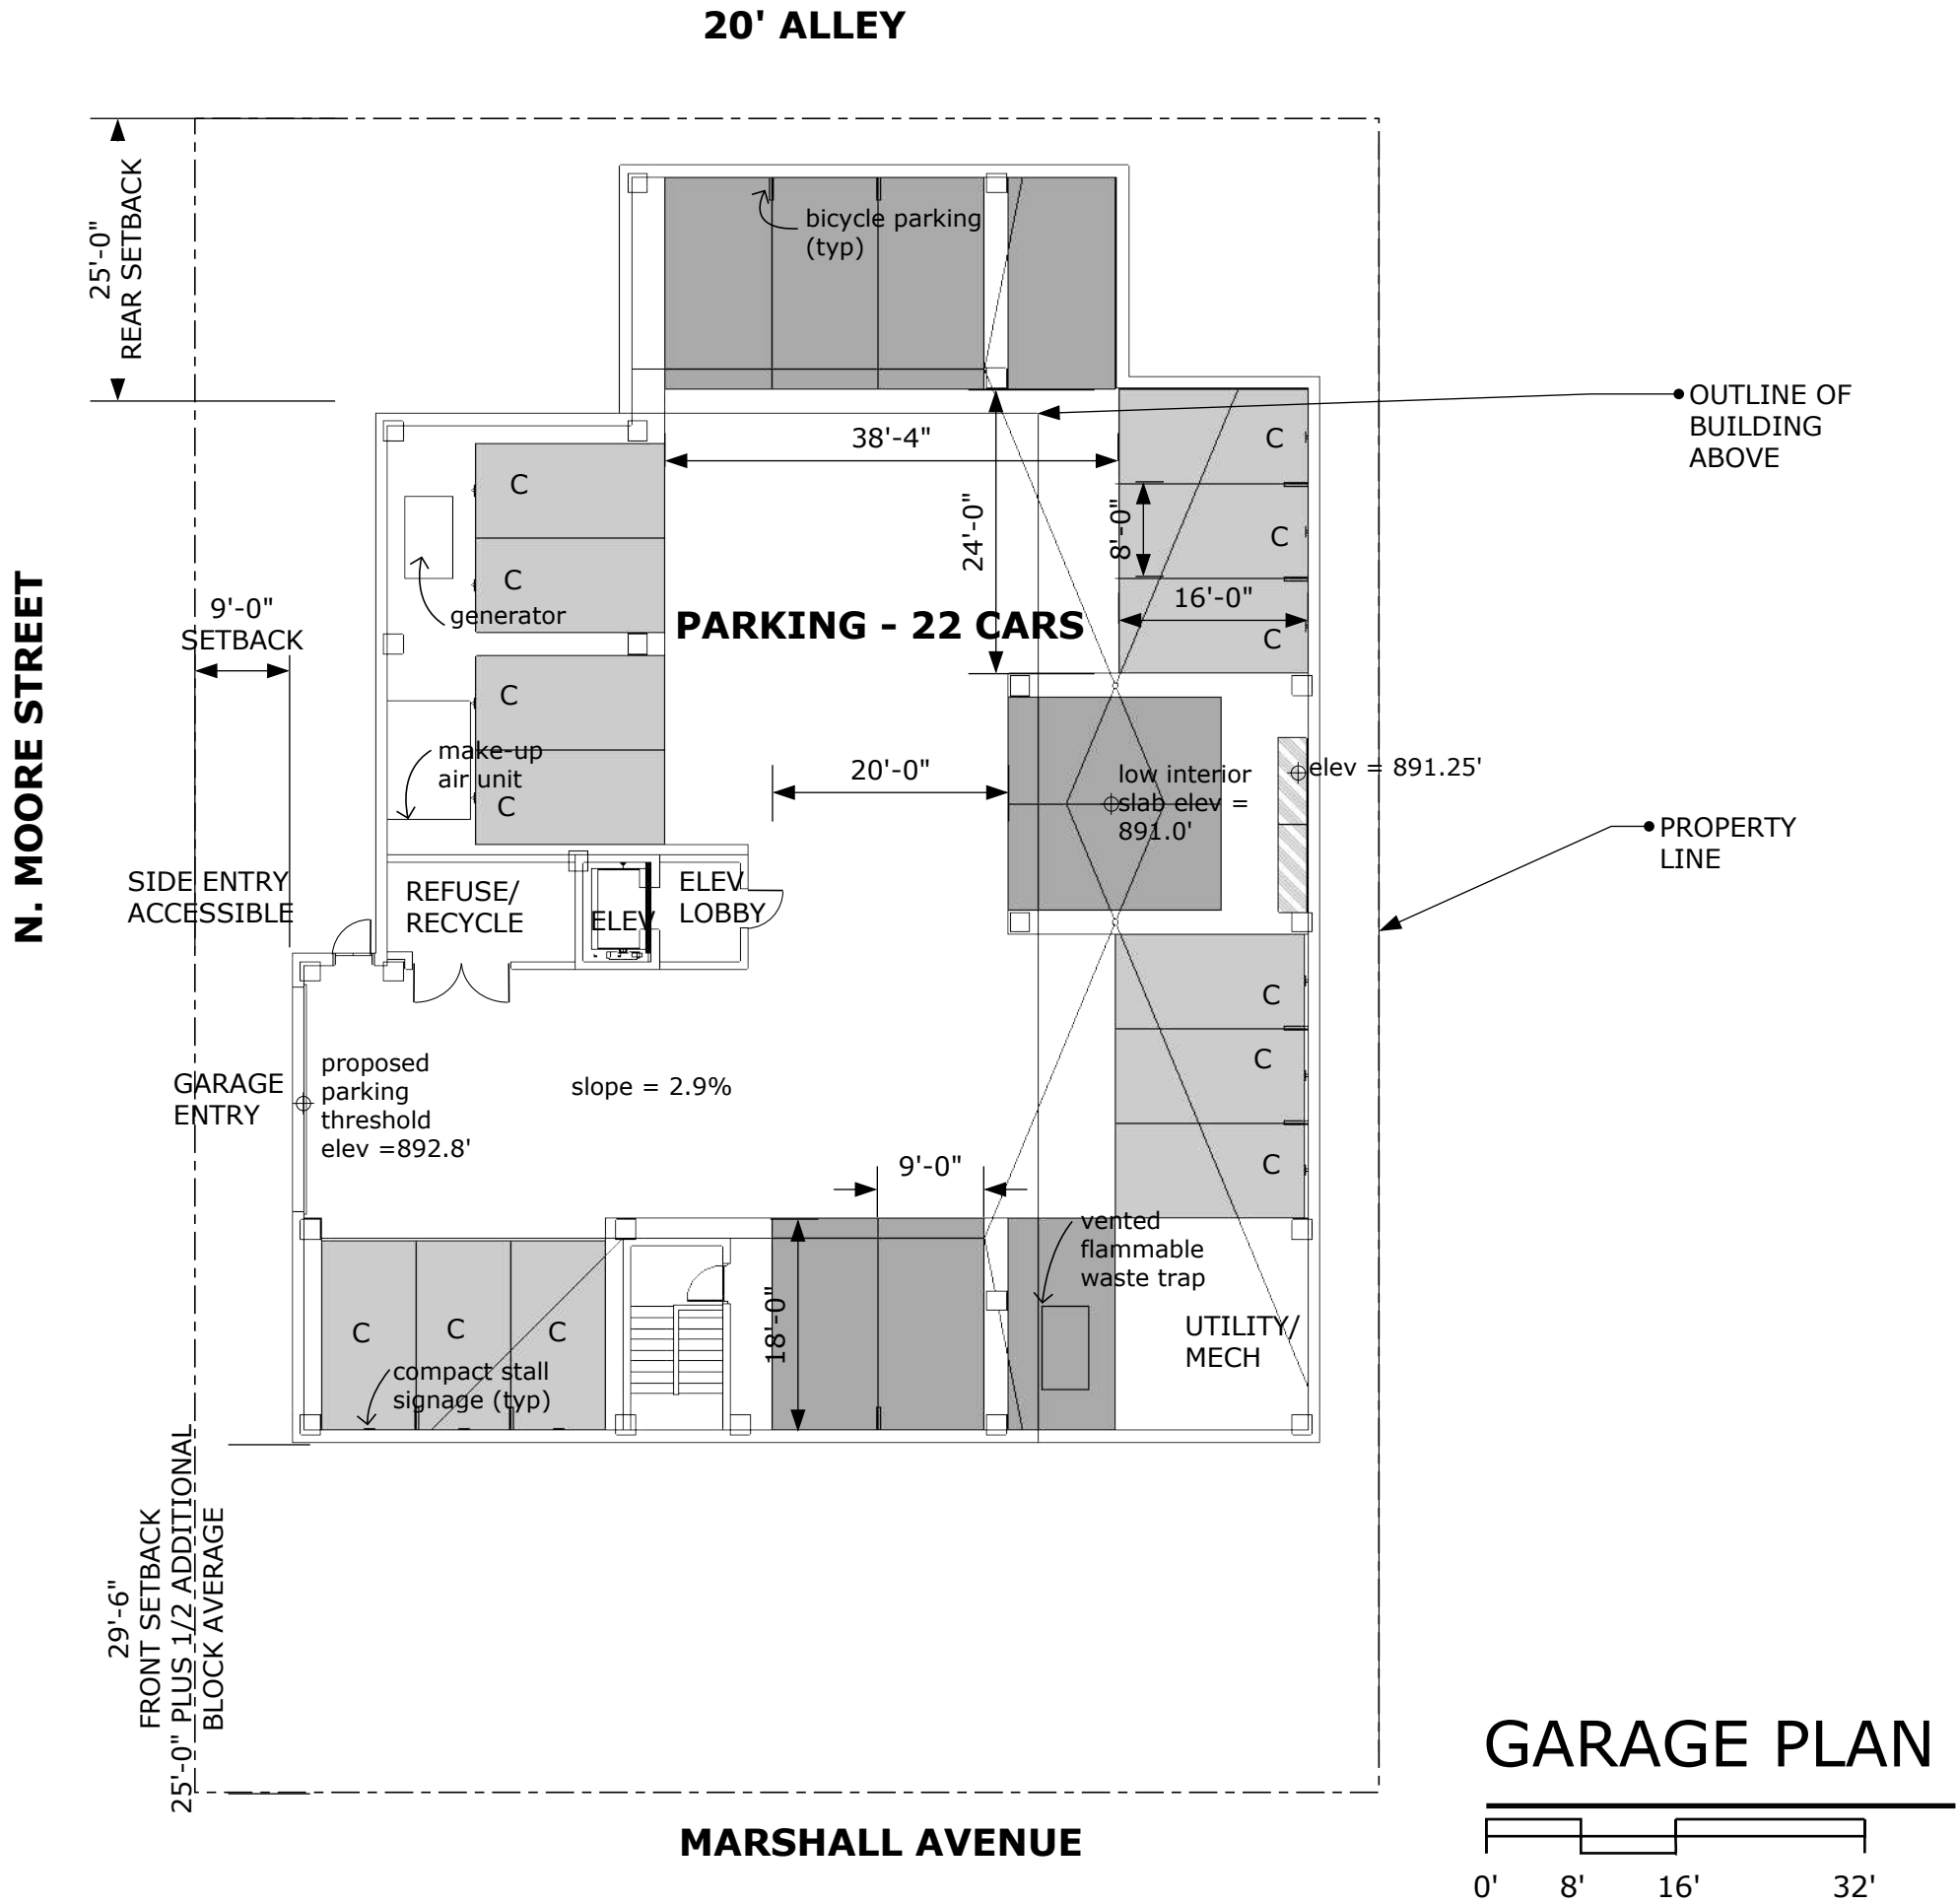 20' ALLEY
25'-0"
REAR SETBACK
bicycle parking
(typ)
OUTLINE OF
BUILDING
ABOVE
38'-4"
C
C
24'-0"
8'-0"
C
C
16'-0"
generator
PARKING - 22 CARS
C
9'-0"
SETBACK
N. MOORE STREET
C
make-up
air unit
C
20'-0"
low interior
slab elev =
891.0'
elev = 891.25'
PROPERTY
LINE
SIDE ENTRY
ACCESSIBLE
REFUSE/
RECYCLE
ELEV
ELEV
LOBBY
C
C
C
GARAGE
ENTRY
proposed
parking
threshold
elev =892.8'
slope = 2.9%
9'-0"
18'-0"
vented
flammable
waste trap
UTILITY/
MECH
C
C
C
compact stall
signage (typ)
29'-6"
FRONT SETBACK
25'-0" PLUS 1/2 ADDITIONAL
BLOCK AVERAGE
MARSHALL AVENUE
GARAGE PLAN
0' 8' 16' 32'